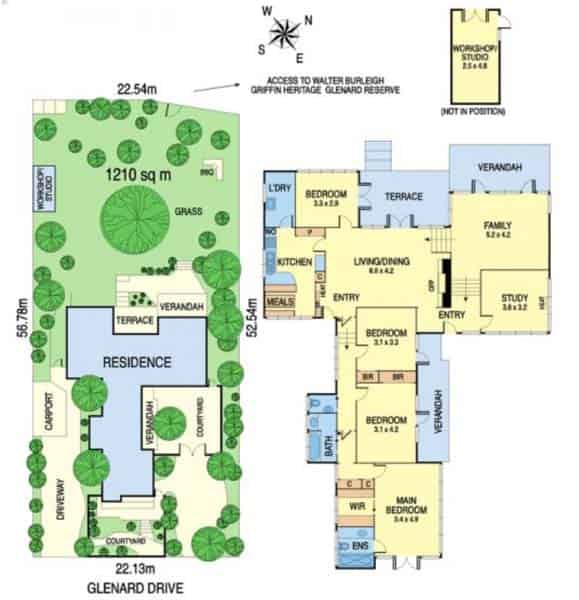 W
N
S
E
22.54m
ACCESS TO WALTER BURLEIGH
GRIFFIN HERITAGE GLENARD RESERVE
WORKSHOP/
STUDIO
2.5 x 4.8
(NOT IN POSITION)
1210 sq m
BBQ
WORKSHOP/
STUDIO
GRASS
56.78m
52.54m
TERRACE
VERANDAH
RESIDENCE
CARPORT
VERANDAH
COURTYARD
DRIVEWAY
COURTYARD
22.13m
GLENARD DRIVE
VERANDAH
L'DRY
BEDROOM
3.3 x 2.9
TERRACE
FAMILY
5.2 x 4.2
P
KITCHEN
LIVING/DINING
6.0 x 4.2
MEALS
HEAT
ENTRY
OFP
STUDY
3.6 x 3.2
HEAT
ENTRY
BEDROOM
3.1 x 3.3
BIR
BIR
VERANDAH
BEDROOM
3.1 x 4.2
BATH
C
C
WIR
MAIN
BEDROOM
3.4 x 4.9
ENS